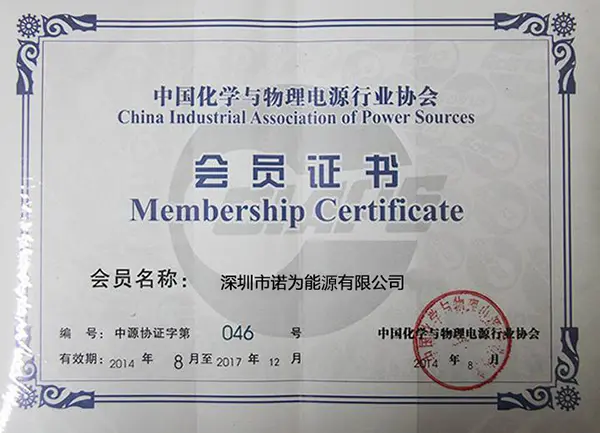 中国化学与物理电源行业协会
China Industrial Association of Power Sources
会员证书
Membership Certificate
会员名称： 深圳市诺为能源有限公司
编 号：中源协证字第 046 号
有效期：2014 年 8 月至 2017 年 12 月
中国化学与物理电源行业协会
2014 年 8 月
CIAPS